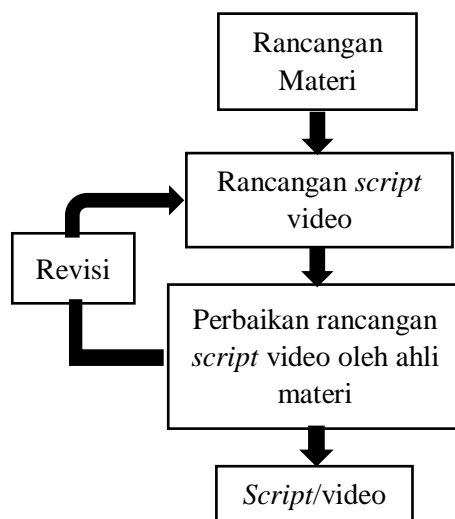 Rancangan
Materi
Rancangan script
video
Revisi
Perbaikan rancangan
script video oleh ahli
materi
Script/video